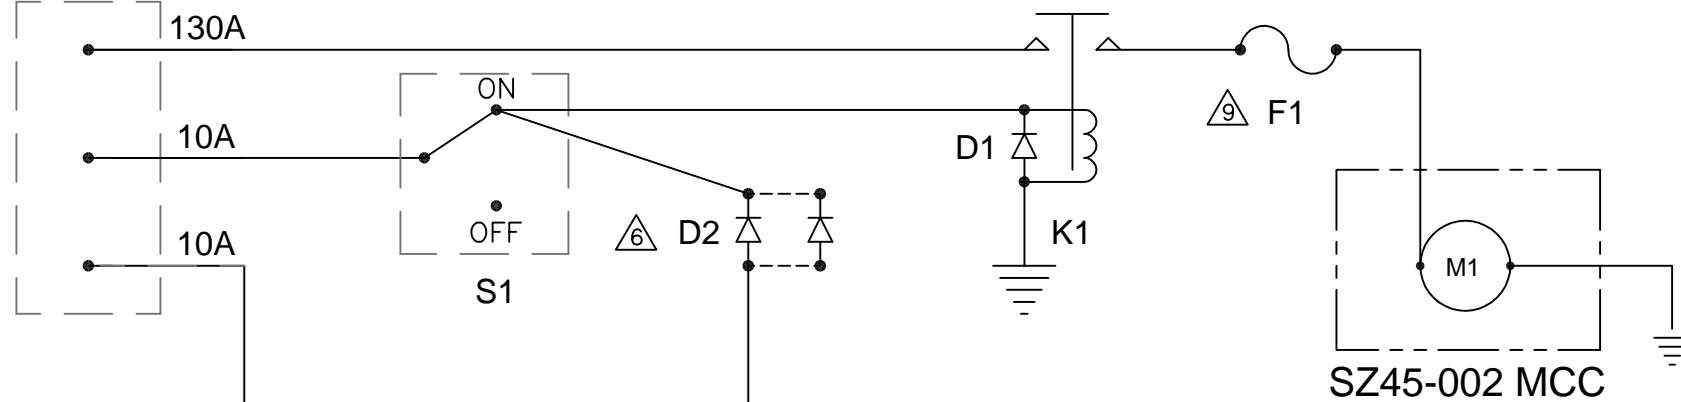 130A
ON
9
F1
10A
D1
6
D2
OFF
K1
10A
S1
M1
SZ45-002 MCC